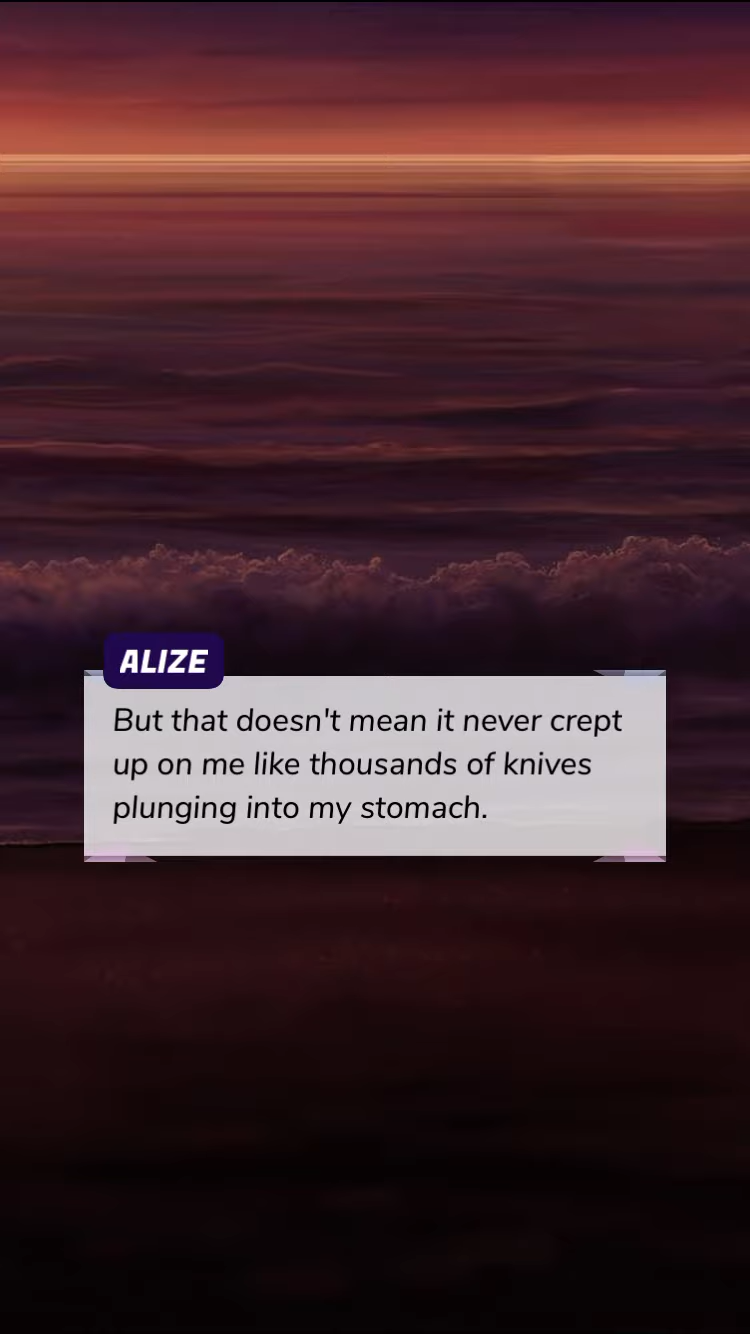 ALIZE
But that doesn't mean it never crept
up on me like thousands of knives
plunging into my stomach.